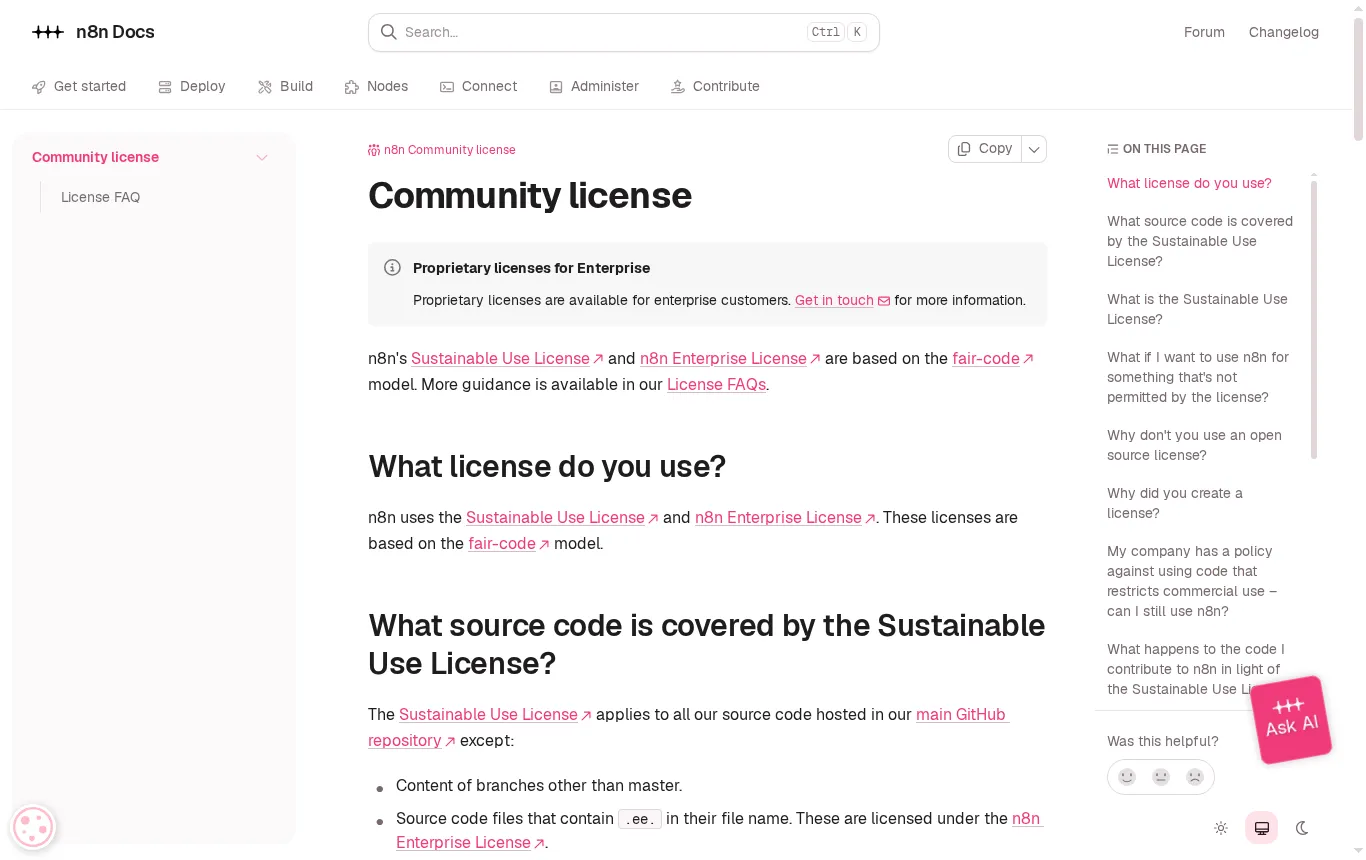 n8n Docs
Search...
Ctrl K
Forum
Changelog
Get started
Deploy
Build
Nodes
Connect
Administer
Contribute
Community license
License FAQ
n8n Community license
Copy
Community license
Proprietary licenses for Enterprise
Proprietary licenses are available for enterprise customers. Get in touch for more information.
n8n's Sustainable Use License and n8n Enterprise License are based on the fair-code
model. More guidance is available in our License FAQs.
What license do you use?
n8n uses the Sustainable Use License and n8n Enterprise License. These licenses are
based on the fair-code model.
What source code is covered by the Sustainable
Use License?
The Sustainable Use License applies to all our source code hosted in our main GitHub
repository except:
Content of branches other than master.
Source code files that contain .ee. in their file name. These are licensed under the n8n
Enterprise License.
ON THIS PAGE
What license do you use?
What source code is covered
by the Sustainable Use
License?
What is the Sustainable Use
License?
What if I want to use n8n for
something that's not
permitted by the license?
Why don't you use an open
source license?
Why did you create a
license?
My company has a policy
against using code that
restricts commercial use –
can I still use n8n?
What happens to the code I
contribute to n8n in light of
the Sustainable Use
Ask AI
Was this helpful?